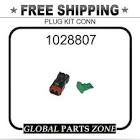 FREE SHIPPING
PLUG KIT CONN
1028807
GLOBAL PARTS ZONE